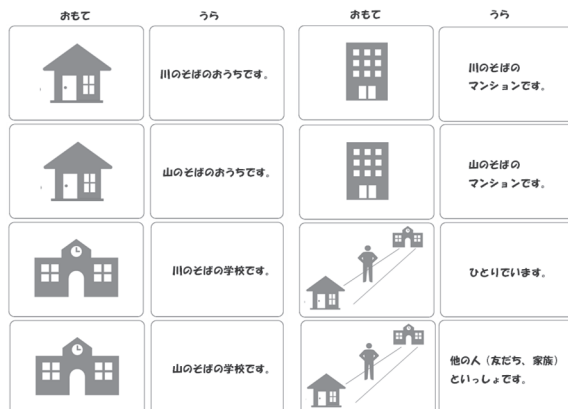 おもて
うら
おもて
うら
川のそばのおうちです。
川のそばの
マンションです。
山のそばのおうちです。
山のそばの
マンションです。
川のそばの学校です。
ひとりでいます。
山のそばの学校です。
他の人（友だち、家族）
といっしょです。